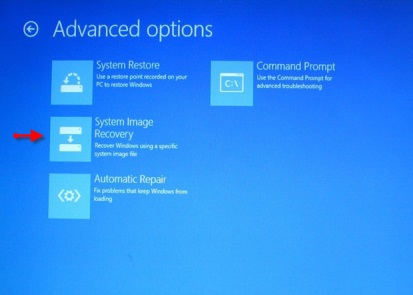 Advanced options
System Restore
Use a restore point recorded on your
PC to restore Windows
Command Prompt
Use the Command Prompt for
advanced troubleshooting
C:\
System Image
Recovery
Recover Windows using a specific
system image file
Automatic Repair
Fix problems that keep Windows from
loading